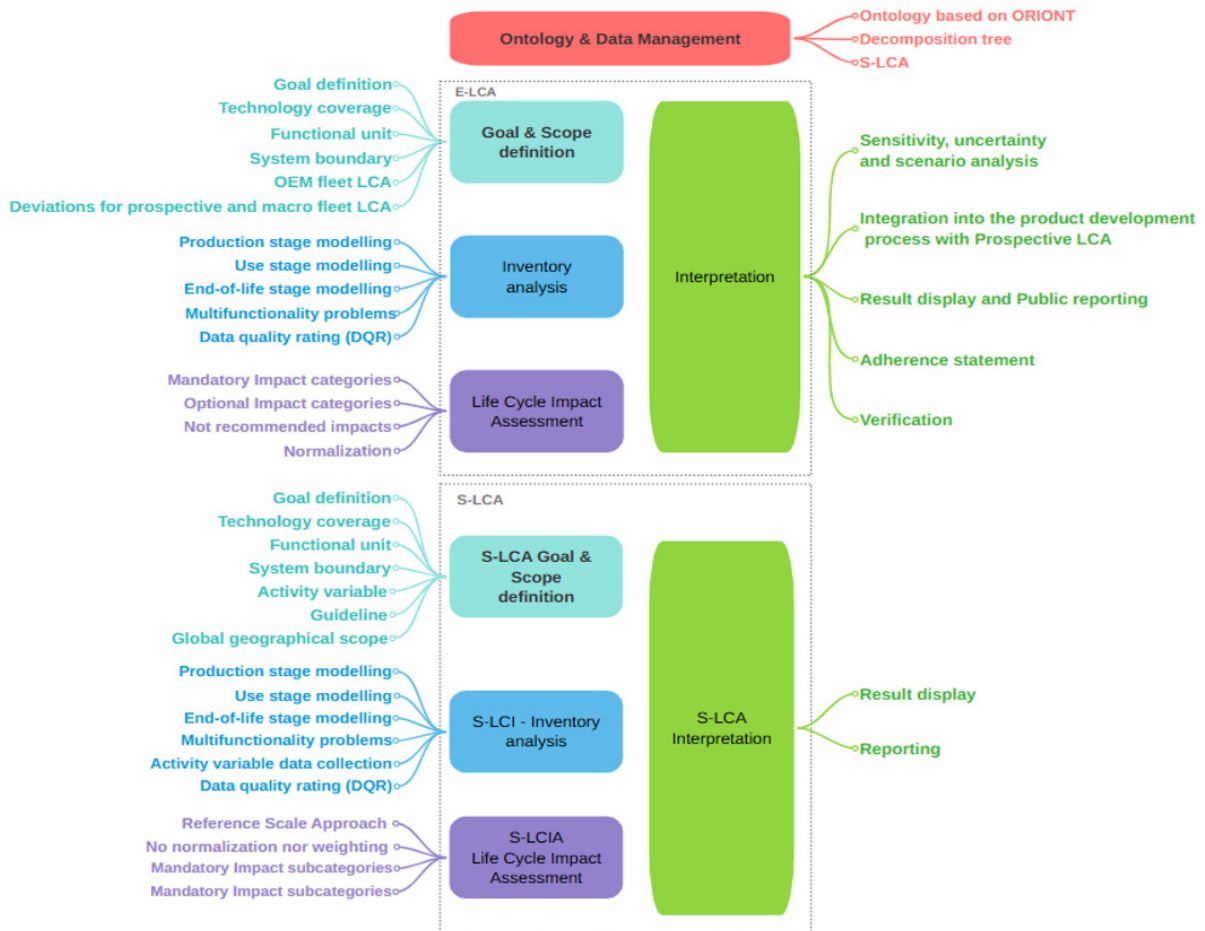 Ontology & Data Management
Ontology based on ORIONT
Decomposition tree
S-LCA
E-LCA
Goal definition
Technology coverage
Functional unit
System boundary
OEM fleet LCA
Deviations for prospective and macro fleet LCA
Goal & Scope
definition
Production stage modelling
Use stage modelling
End-of-life stage modelling
Multifunctionality problems
Data quality rating (DQR)
Inventory
analysis
Mandatory Impact categories
Optional Impact categories
Not recommended impacts
Normalization
Life Cycle Impact
Assessment
Interpretation
Sensitivity, uncertainty
and scenario analysis
Integration into the product development
process with Prospective LCA
Result display and Public reporting
Adherence statement
Verification
S-LCA
Goal definition
Technology coverage
Functional unit
System boundary
Activity variable
Guideline
Global geographical scope
S-LCA Goal &
Scope
definition
Production stage modelling
Use stage modelling
End-of-life stage modelling
Multifunctionality problems
Activity variable data collection
Data quality rating (DQR)
S-LCI - Inventory
analysis
Reference Scale Approach
No normalization nor weighting
Mandatory Impact subcategories
Mandatory Impact subcategories
S-LCIA
Life Cycle Impact
Assessment
S-LCA
Interpretation
Result display
Reporting